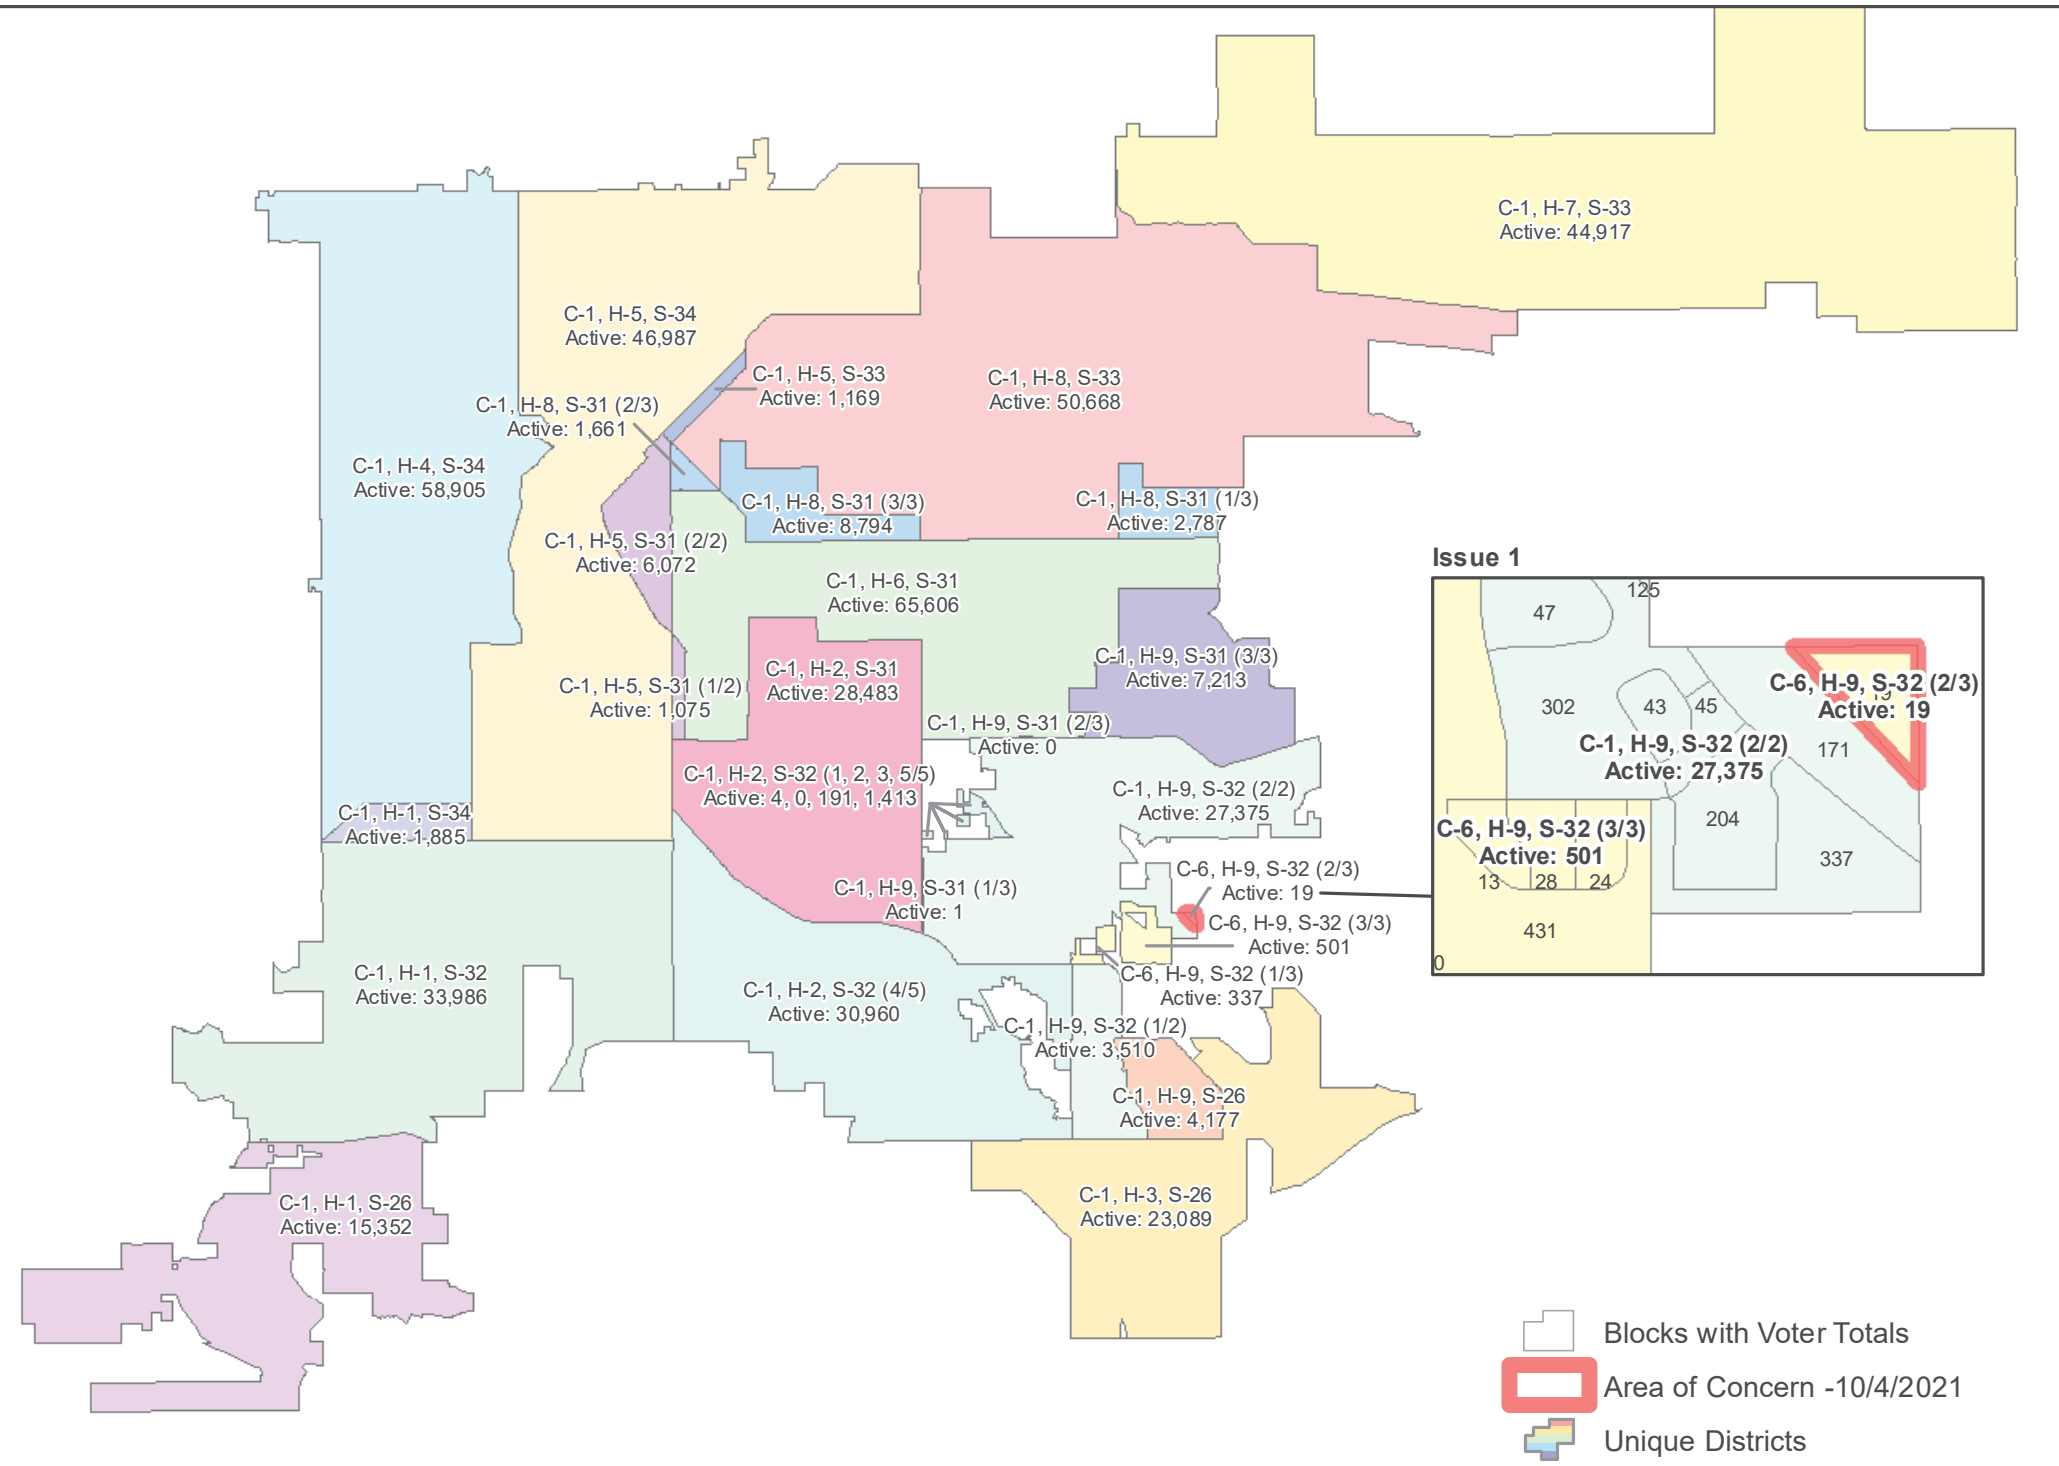 C-1, H-7, S-33
Active: 44,917
C-1, H-5, S-34
Active: 46,987
C-1, H-5, S-33
Active: 1,169
C-1, H-8, S-33
Active: 50,668
C-1, H-8, S-31 (2/3)
Active: 1,661
C-1, H-4, S-34
Active: 58,905
C-1, H-8, S-31 (3/3)
Active: 8,794
C-1, H-8, S-31 (1/3)
Active: 2,787
C-1, H-5, S-31 (2/2)
Active: 6,072
C-1, H-6, S-31
Active: 65,606
C-1, H-2, S-31
Active: 28,483
C-1, H-9, S-31 (3/3)
Active: 7,213
C-1, H-5, S-31 (1/2)
Active: 1,075
C-1, H-9, S-31 (2/3)
Active: 0
C-1, H-2, S-32 (1, 2, 3, 5/5)
Active: 4, 0, 191, 1,413
C-1, H-9, S-32 (2/2)
Active: 27,375
C-1, H-1, S-34
Active: 1,885
C-1, H-9, S-31 (1/3)
Active: 1
C-6, H-9, S-32 (2/3)
Active: 19
C-6, H-9, S-32 (3/3)
Active: 501
C-6, H-9, S-32 (1/3)
Active: 337
C-1, H-1, S-32
Active: 33,986
C-1, H-2, S-32 (4/5)
Active: 30,960
C-1, H-9, S-32 (1/2)
Active: 3,510
C-1, H-9, S-26
Active: 4,177
C-1, H-1, S-26
Active: 15,352
C-1, H-3, S-26
Active: 23,089
Issue 1
125
47
C-6, H-9, S-32 (2/3)
19
Active: 19
302
43
45
C-1, H-9, S-32 (2/2)
Active: 27,375
171
204
C-6, H-9, S-32 (3/3)
Active: 501
337
13
28
24
431
0
Blocks with Voter Totals
Area of Concern -10/4/2021
Unique Districts